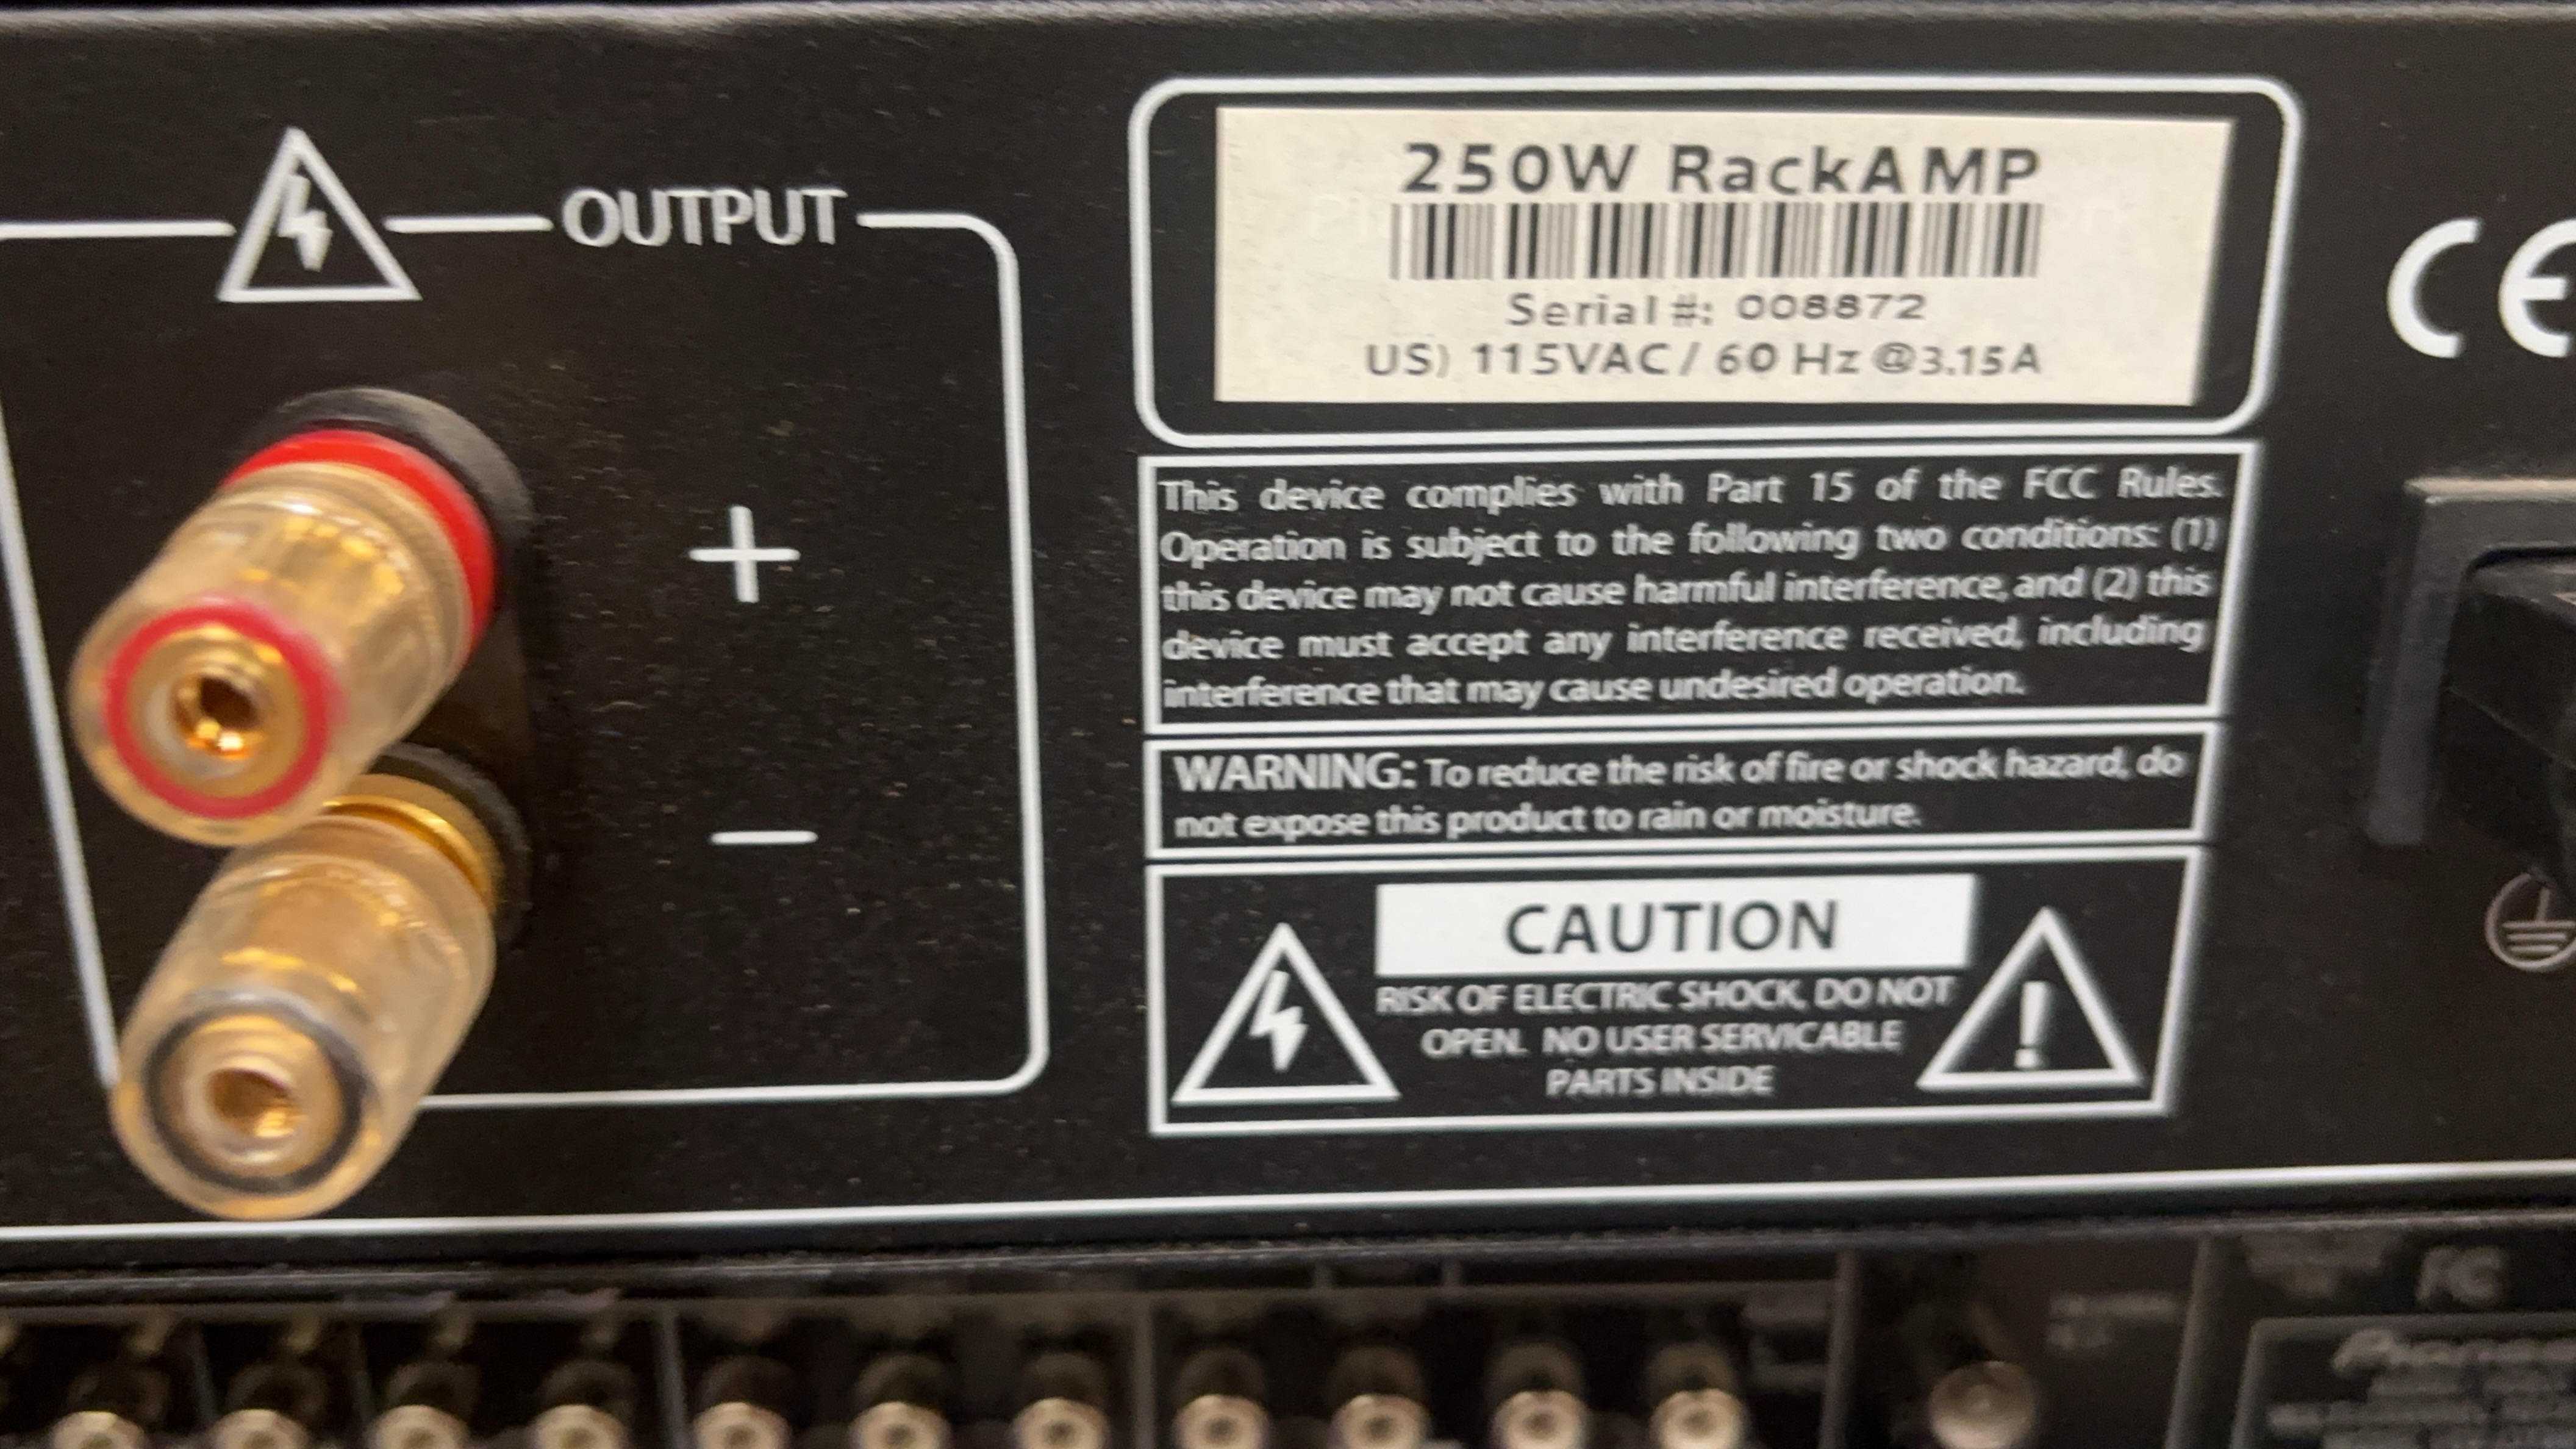 OUTPUT
+
–
250W RackAMP
Serial #: 008872
US) 115VAC / 60 Hz @3.15A
CE
This device complies with Part 15 of the FCC Rules.
Operation is subject to the following two conditions: (1)
this device may not cause harmful interference, and (2) this
device must accept any interference received, including
interference that may cause undesired operation.
WARNING: To reduce the risk of fire or shock hazard, do
not expose this product to rain or moisture.
CAUTION
RISK OF ELECTRIC SHOCK, DO NOT
OPEN. NO USER SERVICABLE
PARTS INSIDE
!